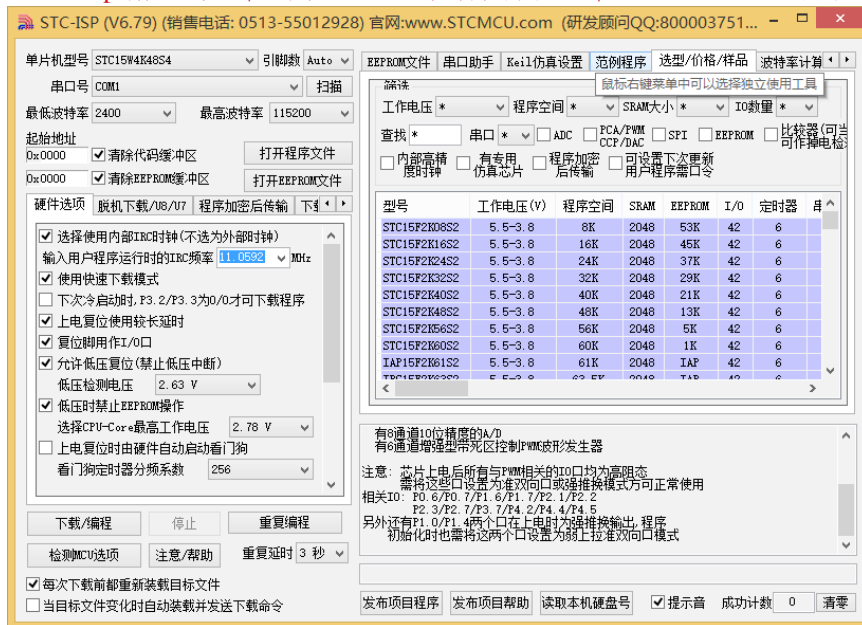 STC-ISP (V6.79) (销售电话: 0513-55012928) 官网:www.STCMCU.com (研发顾问QQ:800003751...
单片机型号 STC15W4K48S4 引脚数 Auto
串口号 COM1 扫描
最低波特率 2400 最高波特率 115200
起始地址
0x0000 清除代码缓冲区 打开程序文件
0x0000 清除EEPROM缓冲区 打开EEPROM文件
硬件选项 脱机下载/U8/U7 程序加密后传输
选择使用内部IRC时钟(不选为外部时钟)
输入用户程序运行时的IRC频率 11.0592 MHz
使用快速下载模式
下次冷启动时,P3.2/P3.3为0/0才可下载程序
上电复位使用较长延时
复位脚用作I/O口
允许低压复位(禁止低压中断)
低压检测电压 2.63 V
低压时禁止EEPROM操作
选择CPU-Core最高工作电压 2.78 V
上电复位时由硬件自动启动看门狗
看门狗定时器分频系数 256
下载/编程 停止 重复编程
检测MCU选项 注意/帮助 重复延时 3 秒
每次下载前都重新装载目标文件
当目标文件变化时自动装载并发送下载命令
EEPROM文件 串口助手 Keil仿真设置 范例程序 选型/价格/样品 波特率计算
鼠标右键菜单中可以选择独立使用工具
筛选
工作电压 * 程序空间 * SRAM大小 * IO数量 *
查找 * 串口 * ADC PCA/PWM CCP/DAC SPI EEPROM 比较器(可当可作掉电检
内部高精度时钟 有专用仿真芯片 程序加密后传输 可设置下次更新用户程序需口令
型号 工作电压(V) 程序空间 SRAM EEPROM I/O 定时器
STC15F2K08S2 5.5-3.8 8K 2048 53K 42 6
STC15F2K16S2 5.5-3.8 16K 2048 45K 42 6
STC15F2K24S2 5.5-3.8 24K 2048 37K 42 6
STC15F2K32S2 5.5-3.8 32K 2048 29K 42 6
STC15F2K40S2 5.5-3.8 40K 2048 21K 42 6
STC15F2K48S2 5.5-3.8 48K 2048 13K 42 6
STC15F2K56S2 5.5-3.8 56K 2048 5K 42 6
STC15F2K60S2 5.5-3.8 60K 2048 1K 42 6
IAP15F2K61S2 5.5-3.8 61K 2048 IAP 42 6
有8通道10位精度的A/D
有6通道增强型带死区控制PWM波形发生器
注意: 芯片上电后所有与PWM相关的IO口均为高阻态
需将这些口设置为准双向口或强推挽模式方可正常使用
相关IO: P0.6/P0.7/P1.6/P1.7/P2.1/P2.2
P2.3/P2.7/P3.7/P4.2/P4.4/P4.5
另外还有P1.0/P1.4两个口在上电时为强推挽输出,程序
初始化时也需将这两个口设置为弱上拉准双向口模式
发布项目程序 发布项目帮助 读取本机硬盘号 提示音 成功计数 0 清零